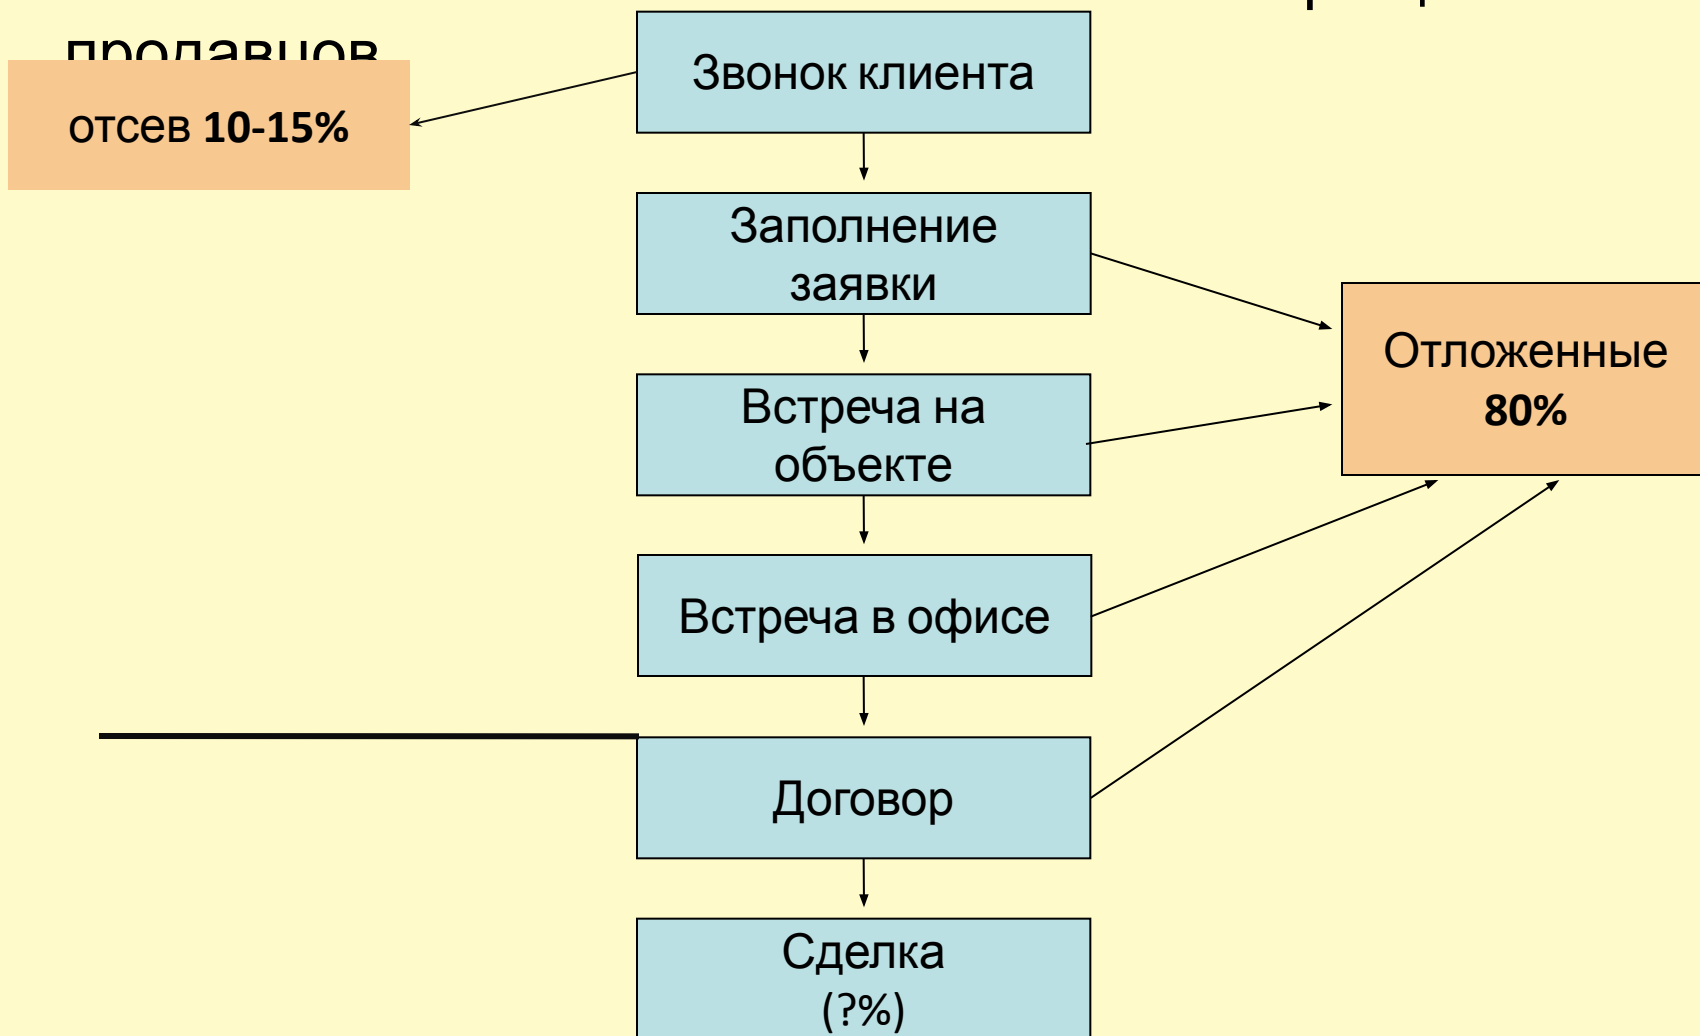 продавцов
Звонок клиента
отсев 10-15%
Заполнение
заявки
Отложенные
80%
Встреча на
объекте
Встреча в офисе
Договор
Сделка
(?%)